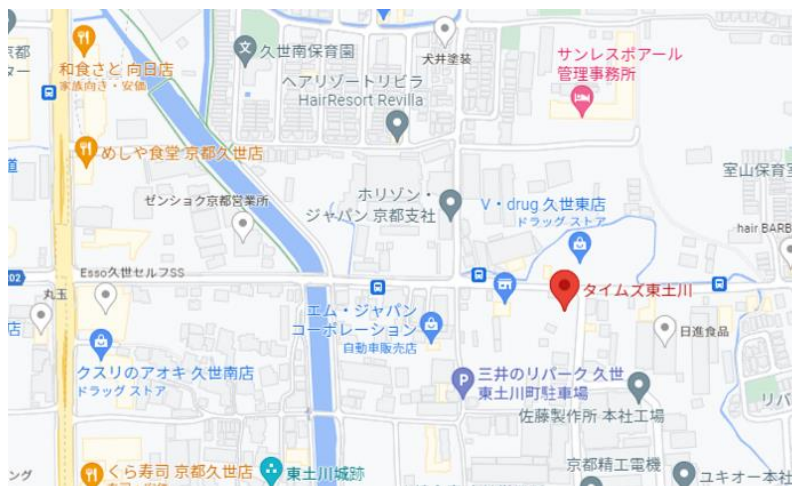 京都
ター
和食さと 向日店
家族向き・安価
久世南保育園
犬井塗装
サンレスポアール
管理事務所
ヘアリゾートリビラ
HairResort Revilla
めしや食堂 京都久世店
道
室山保育室
ゼンショク京都営業所
ホリゾン・
ジャパン 京都支社
V・drug 久世東店
ドラッグ ストア
hair BARB
02
Esso久世セルフSS
丸玉
店
タイムズ東土川
エム・ジャパン
コーポレーション
自動車販売店
日進食品
クスリのアオキ 久世南店
ドラッグ ストア
三井のリパーク 久世
東土川町駐車場
リバ
佐藤製作所 本社工場
ング
くら寿司 京都久世店
東土川城跡
京都精工電機
ユキオー本社